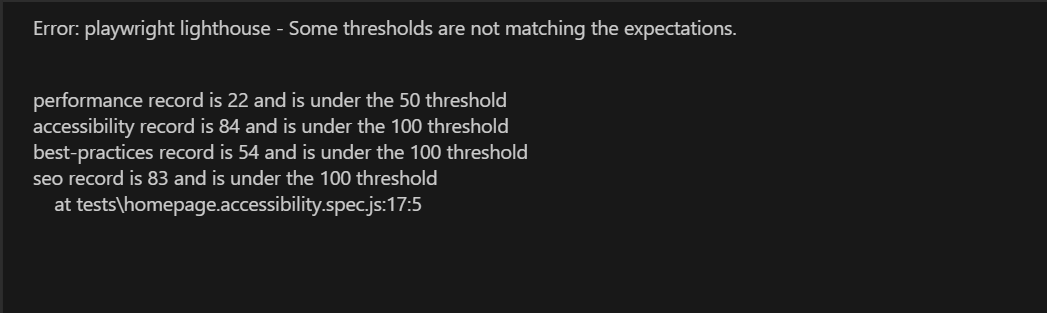 Error: playwright lighthouse - Some thresholds are not matching the expectations.
performance record is 22 and is under the 50 threshold
accessibility record is 84 and is under the 100 threshold
best-practices record is 54 and is under the 100 threshold
seo record is 83 and is under the 100 threshold
at tests\homepage.accessibility.spec.js:17:5